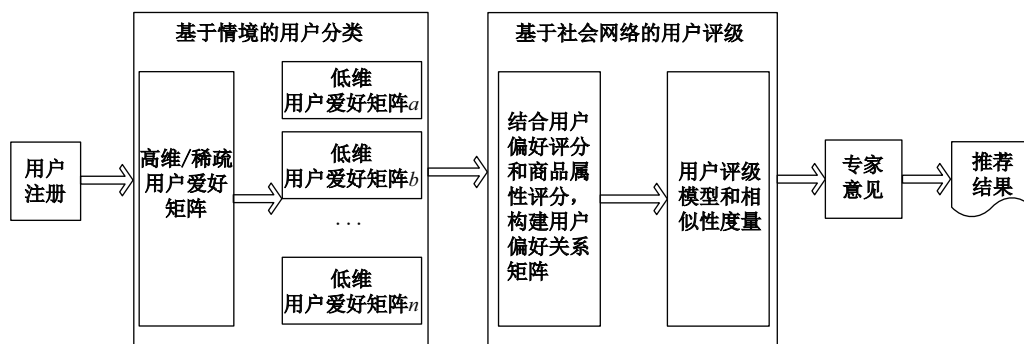 用户
注册
基于情境的用户分类
高维/稀疏
用户爱好
矩阵
低维
用户爱好矩阵a
低维
用户爱好矩阵b
...
低维
用户爱好矩阵n
基于社会网络的用户评级
结合用户
偏好评分
和商品属
性评分，
构建用户
偏好关系
矩阵
用户评级
模型和相
似性度量
专家
意见
推荐
结果